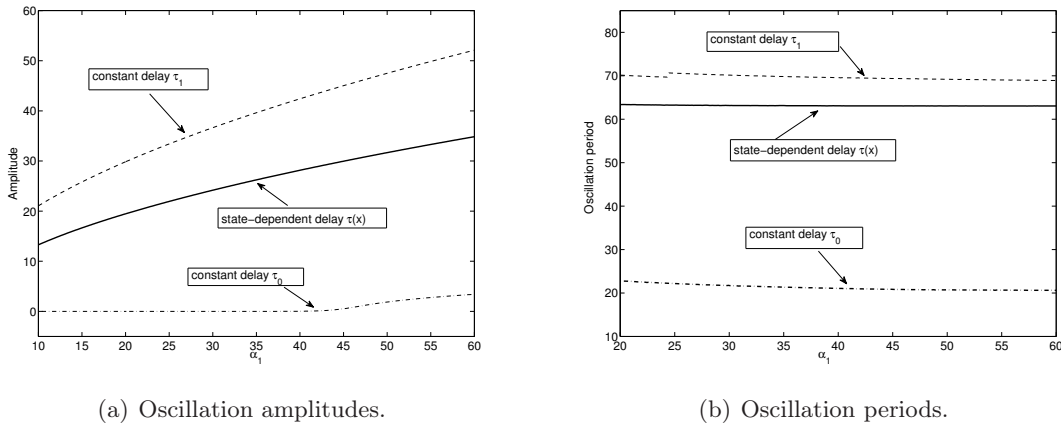 60
50
40
30
20
10
0
Amplitude
constant delay τ1
state−dependent delay τ(x)
constant delay τ0
10 15 20 25 30 35 40 45 50 55 60
α1
(a) Oscillation amplitudes.
80
70
60
50
40
30
20
10
Oscillation period
constant delay τ1
state−dependent delay τ(x)
constant delay τ0
20 25 30 35 40 45 50 55 60
α1
(b) Oscillation periods.